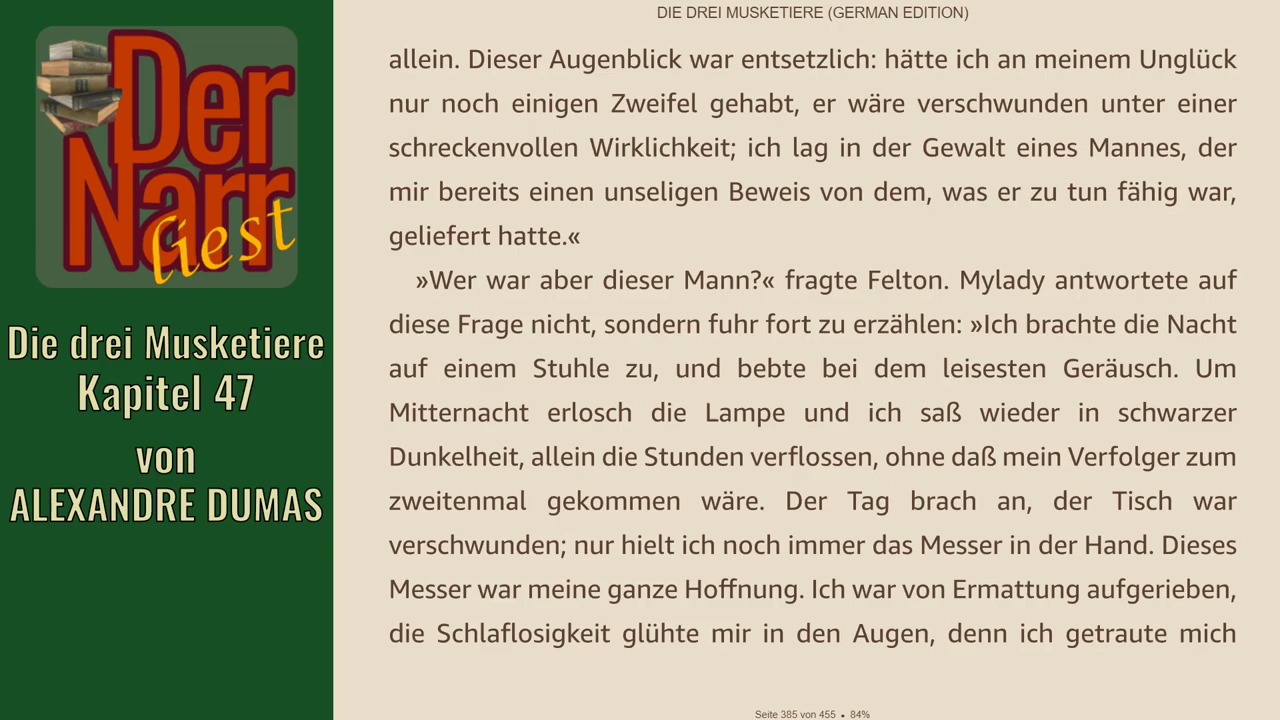 Der
Narr
liest
Die drei Musketiere
Kapitel 47
von
ALEXANDRE DUMAS
DIE DREI MUSKETIERE (GERMAN EDITION)
allein. Dieser Augenblick war entsetzlich: hätte ich an meinem Unglück
nur noch einigen Zweifel gehabt, er wäre verschwunden unter einer
schreckenvollen Wirklichkeit; ich lag in der Gewalt eines Mannes, der
mir bereits einen unseligen Beweis von dem, was er zu tun fähig war,
geliefert hatte.«
»Wer war aber dieser Mann?« fragte Felton. Mylady antwortete auf
diese Frage nicht, sondern fuhr fort zu erzählen: »Ich brachte die Nacht
auf einem Stuhle zu, und bebte bei dem leisesten Geräusch. Um
Mitternacht erlosch die Lampe und ich saß wieder in schwarzer
Dunkelheit, allein die Stunden verflossen, ohne daß mein Verfolger zum
zweitenmal gekommen wäre. Der Tag brach an, der Tisch war
verschwunden; nur hielt ich noch immer das Messer in der Hand. Dieses
Messer war meine ganze Hoffnung. Ich war von Ermattung aufgerieben,
die Schlaflosigkeit glühte mir in den Augen, denn ich getraute mich
Seite 385 von 455 • 84%